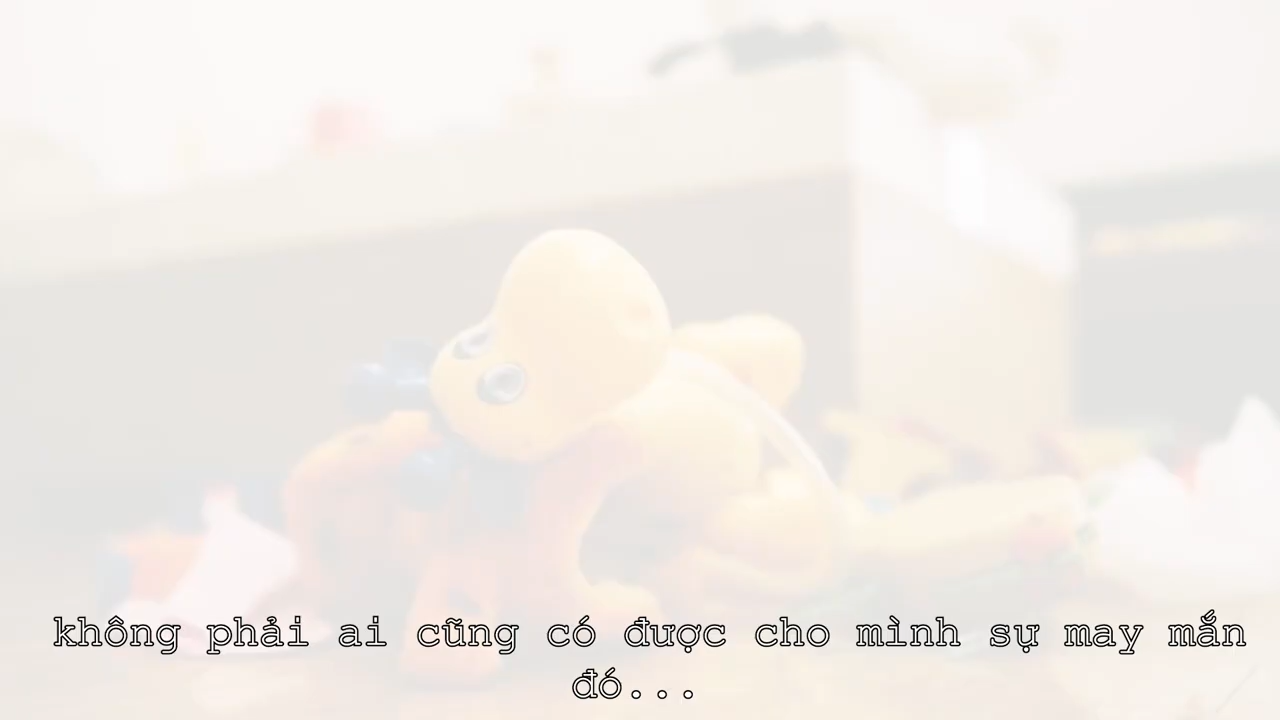 không phải ai cũng có được cho mình sự may mắn
đó...